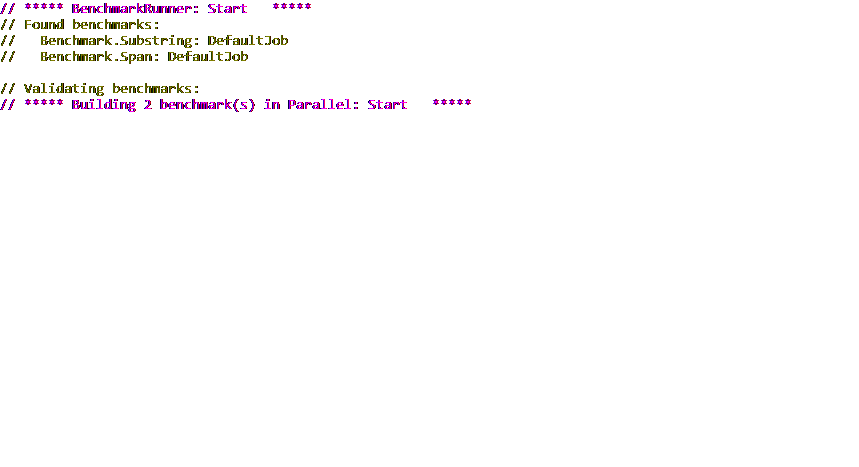 // ***** BenchmarkRunner: Start   *****
// Found benchmarks:
//   Benchmark.Substring: DefaultJob
//   Benchmark.Span: DefaultJob

// Validating benchmarks:
// ***** Building 2 benchmark(s) in Parallel: Start   *****